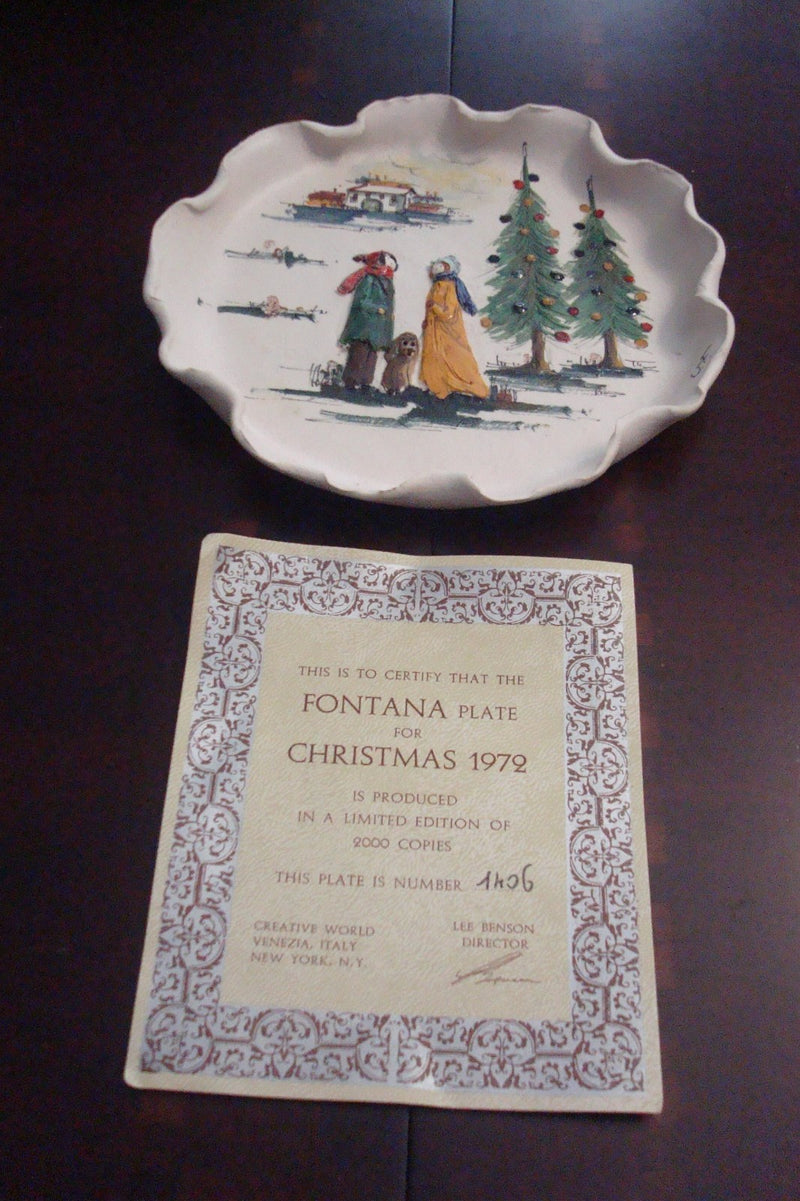 THIS IS TO CERTIFY THAT THE
FONTANA PLATE
FOR
CHRISTMAS 1972
IS PRODUCED
IN A LIMITED EDITION OF
2000 COPIES
THIS PLATE IS NUMBER 1406
CREATIVE WORLD
VENEZIA, ITALY
NEW YORK, N.Y.
LEE BENSON
DIRECTOR